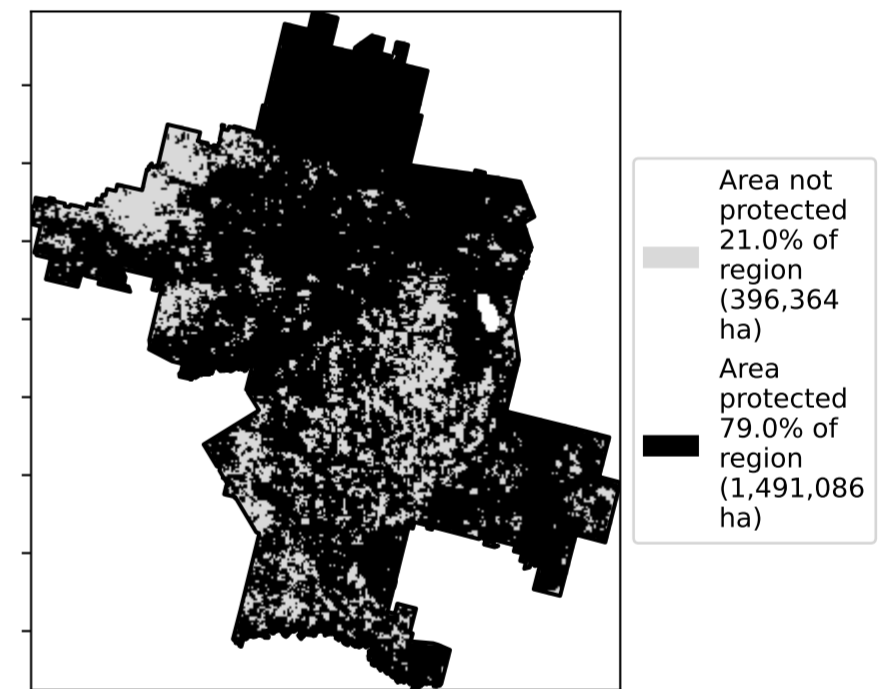 Area not
protected
21.0% of
region
(396,364
ha)
Area
protected
79.0% of
region
(1,491,086
ha)